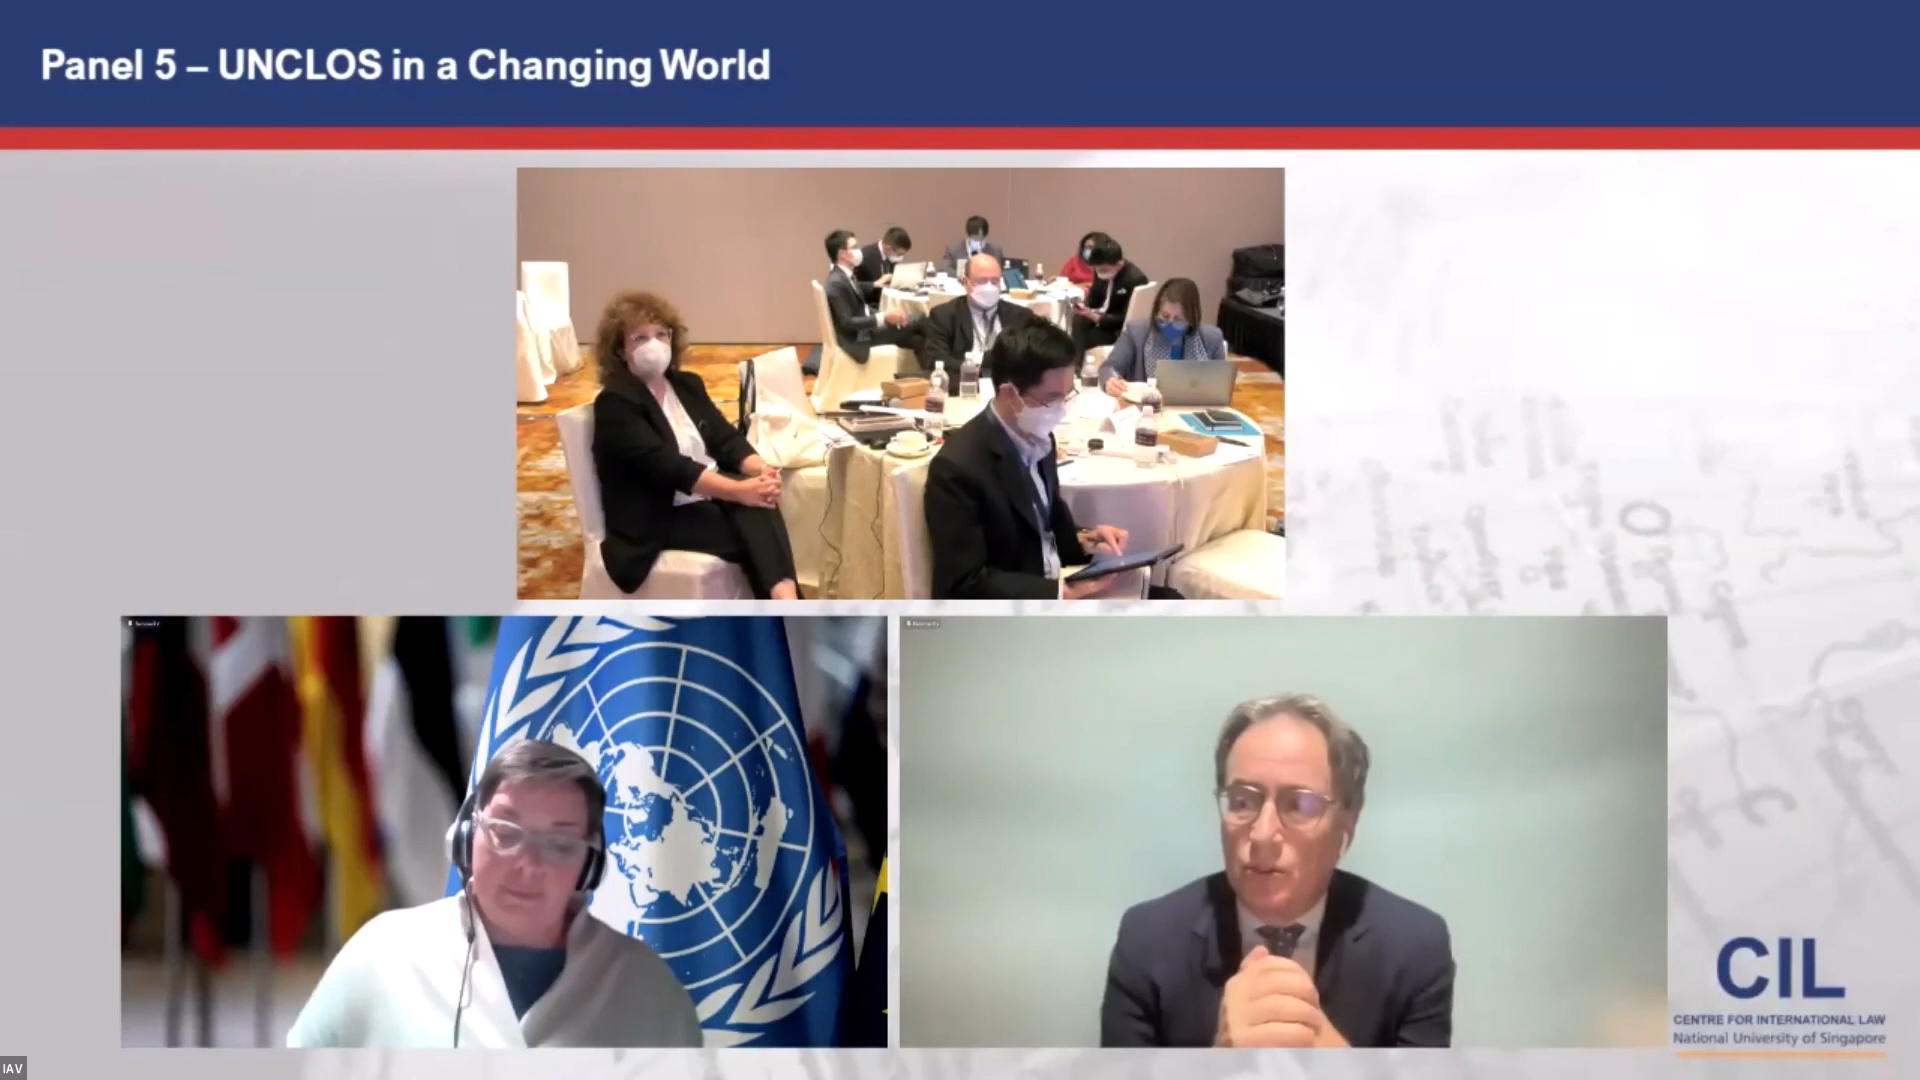 Panel 5 – UNCLOS in a Changing World
CIL
CENTRE FOR INTERNATIONAL LAW
National University of Singapore
IAV